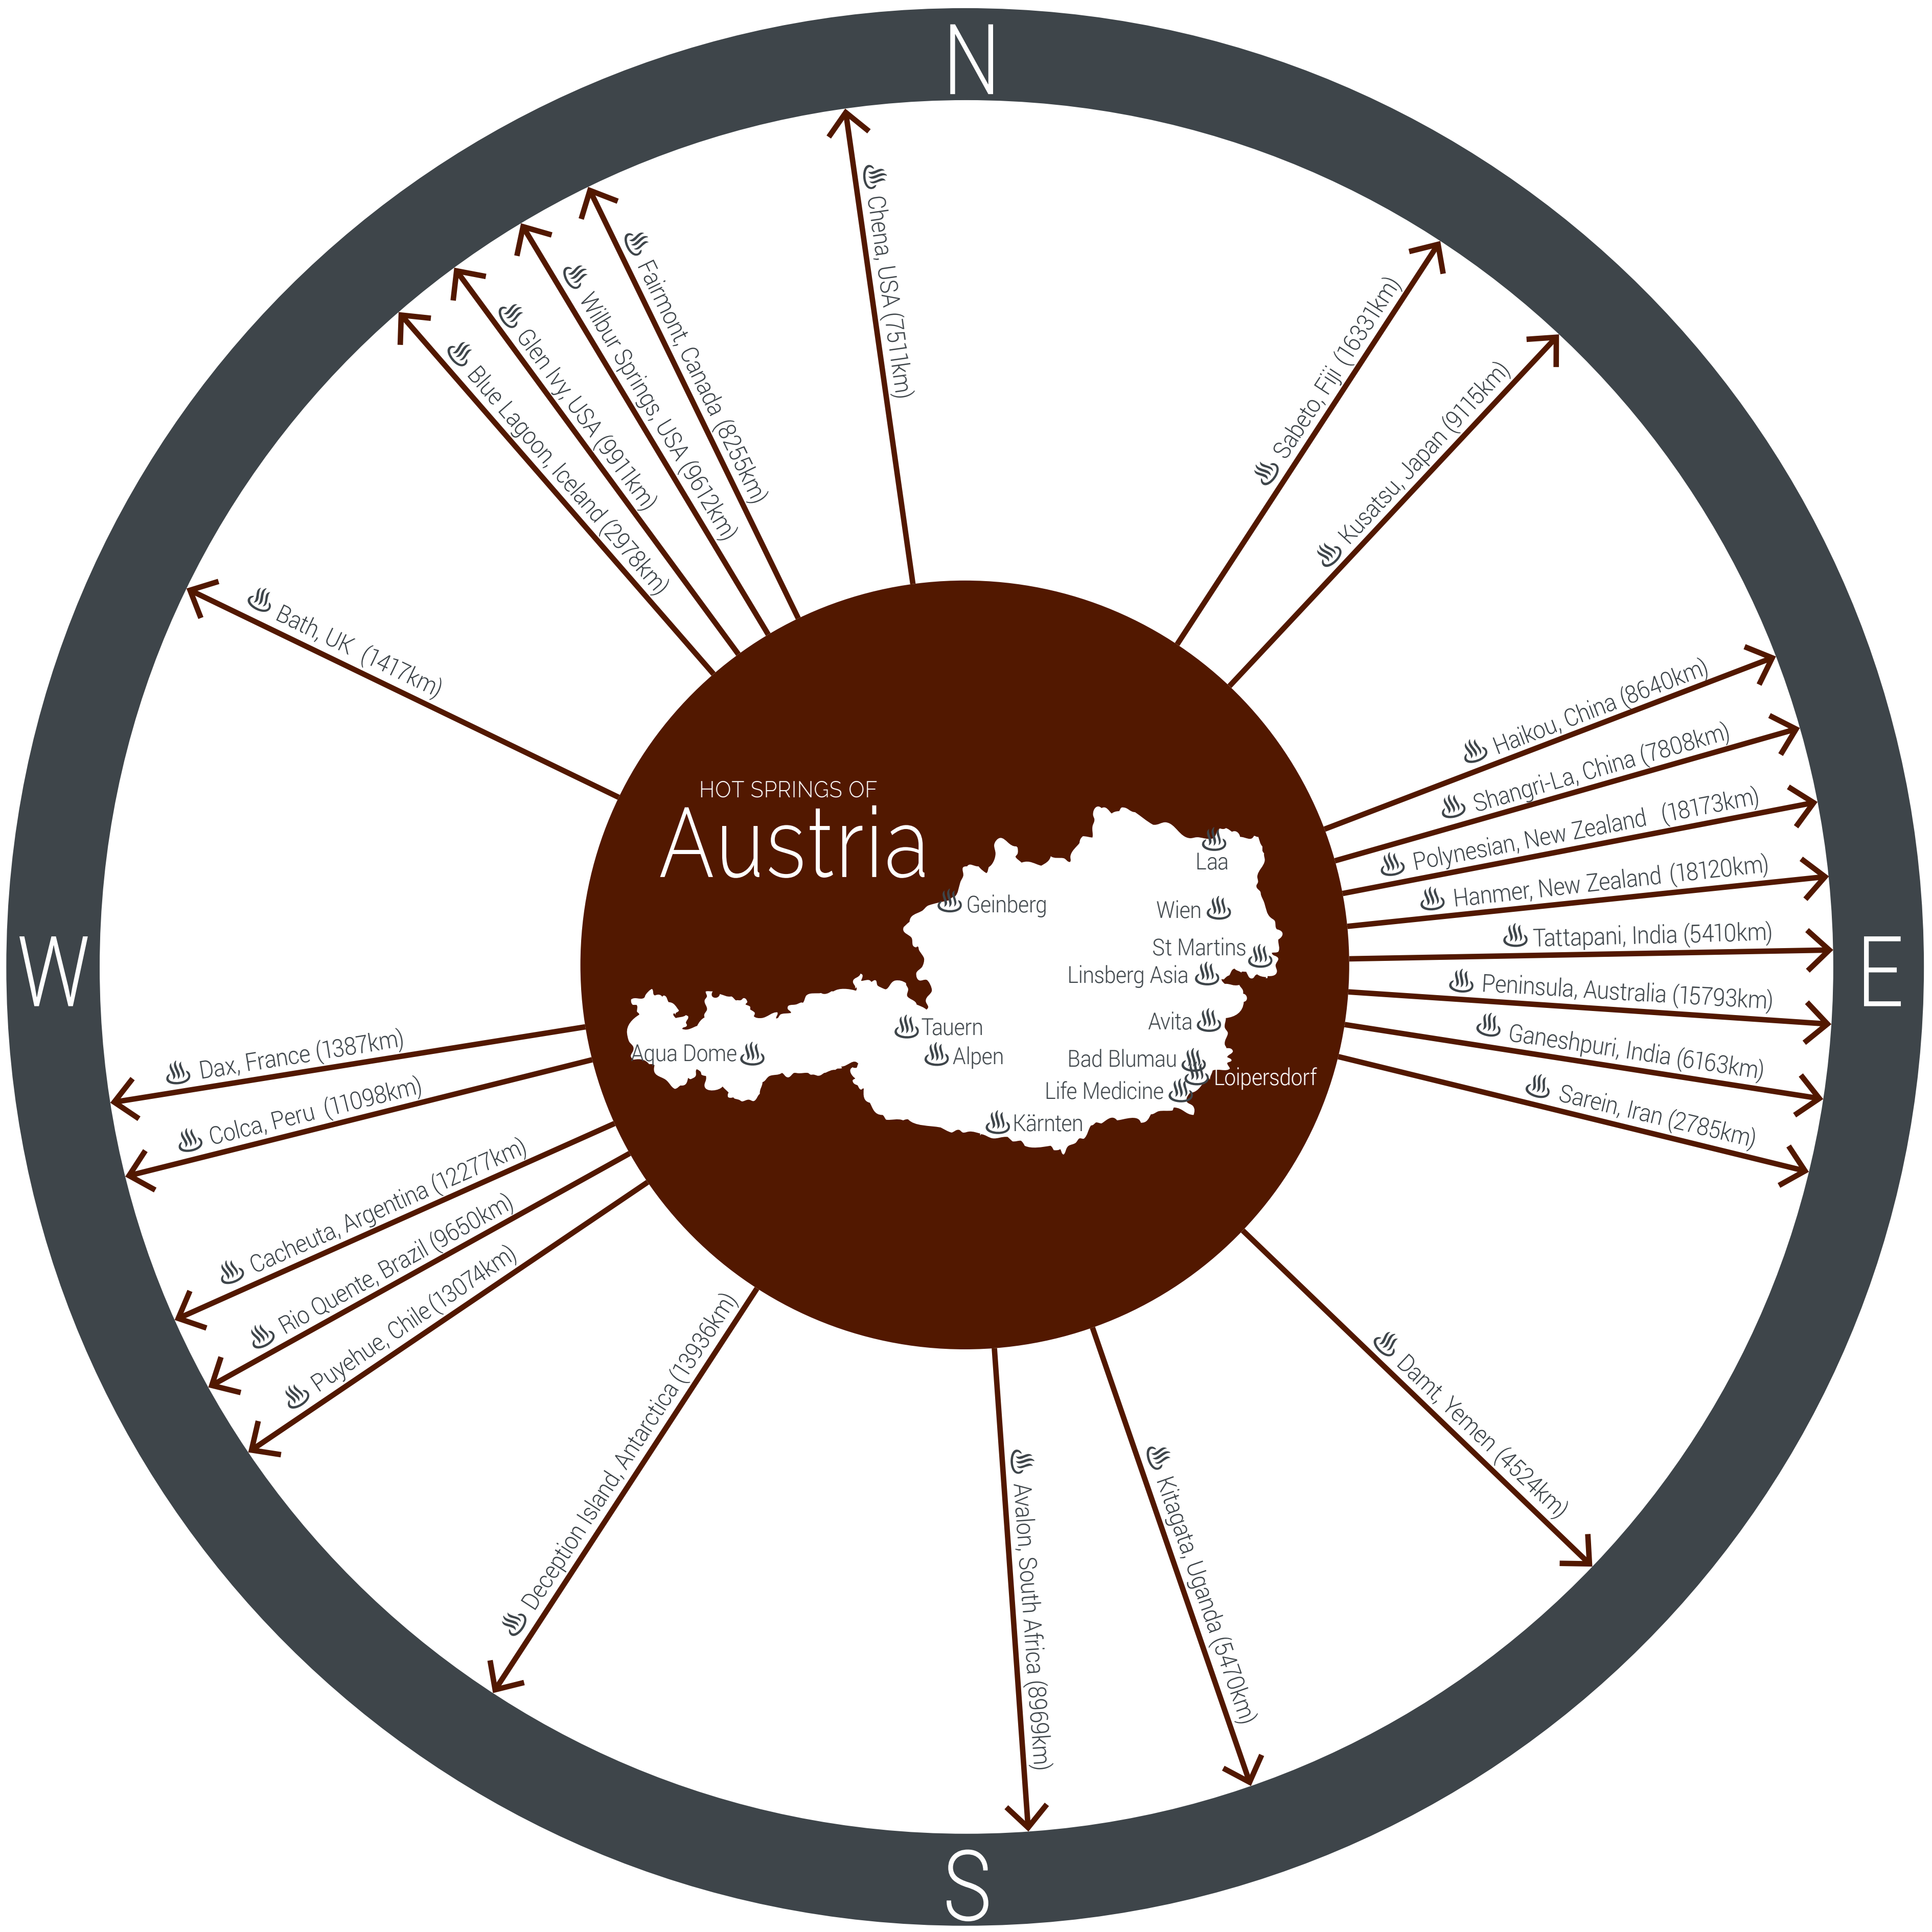 N
Chena, USA (7511km)
Sabeto, Fiji (16331km)
Kusatsu, Japan (9115km)
Haikou, China (8640km)
Shangri-La, China (7808km)
Polynesian, New Zealand (18173km)
Hanmer, New Zealand (18120km)
Tattapani, India (5410km)
E
Peninsula, Australia (15793km)
Ganeshpuri, India (6163km)
Sarein, Iran (2785km)
Damt, Yemen (4524km)
Kitagata, Uganda (5470km)
Avalon, South Africa (8969km)
S
Deception Island, Antarctica (13936km)
Puyehue, Chile (13074km)
Rio Quente, Brazil (9650km)
Cacheuta, Argentina (12277km)
Colca, Peru (11098km)
Dax, France (1387km)
W
Bath, UK (1417km)
Blue Lagoon, Iceland (2978km)
Glen Ivy, USA (9911km)
Wilbur Springs, USA (9612km)
Fairmont, Canada (8255km)
HOT SPRINGS OF
Austria
Laa
Geinberg
Wien
St Martins
Linsberg Asia
Avita
Tauern
Aqua Dome
Alpen
Bad Blumau
Loipersdorf
Life Medicine
Kärnten